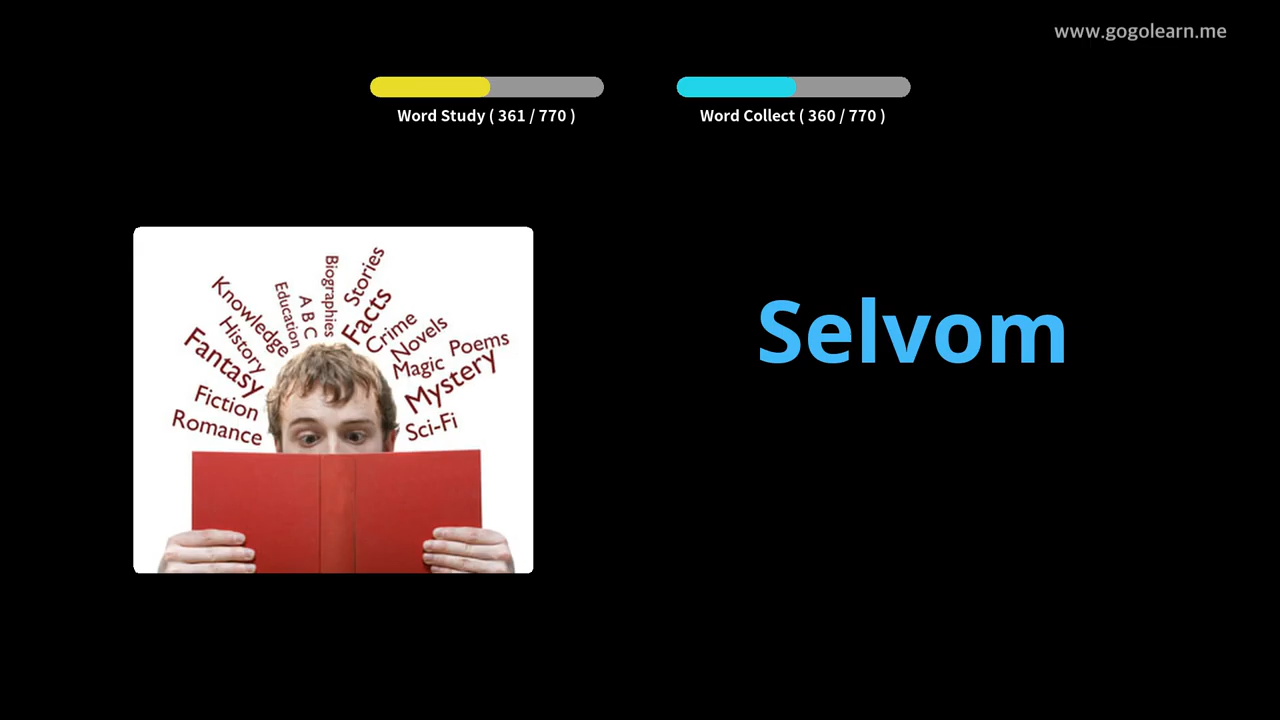 www.gogolearn.me
Word Study ( 361 / 770 )
Word Collect ( 360 / 770 )
Selvom
Romance
Fiction
Fantasy
History
Knowledge
Education
A B C
Biographies
Stories
Facts
Crime
Novels
Magic
Poems
Mystery
Sci-Fi